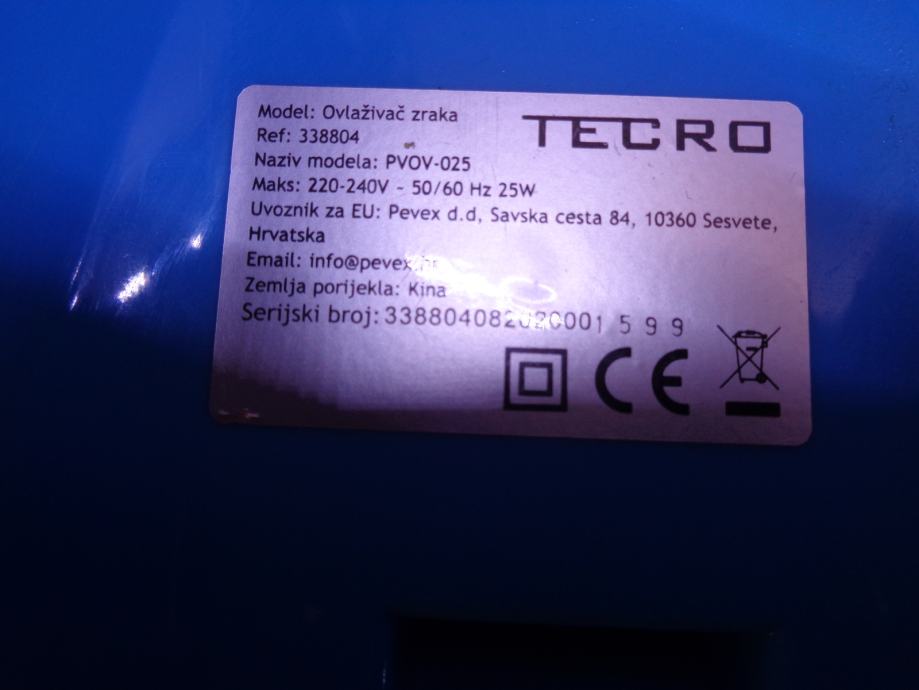 TECRO
Model: Ovlaživač zraka
Ref: 338804
Naziv modela: PVOV-025
Maks: 220-240V ~ 50/60 Hz 25W
Uvoznik za EU: Pevex d.d, Savska cesta 84, 10360 Sesvete,
Hrvatska
Email: info@pevex.hr
Zemlja porijekla: Kina
Serijski broj:
CE